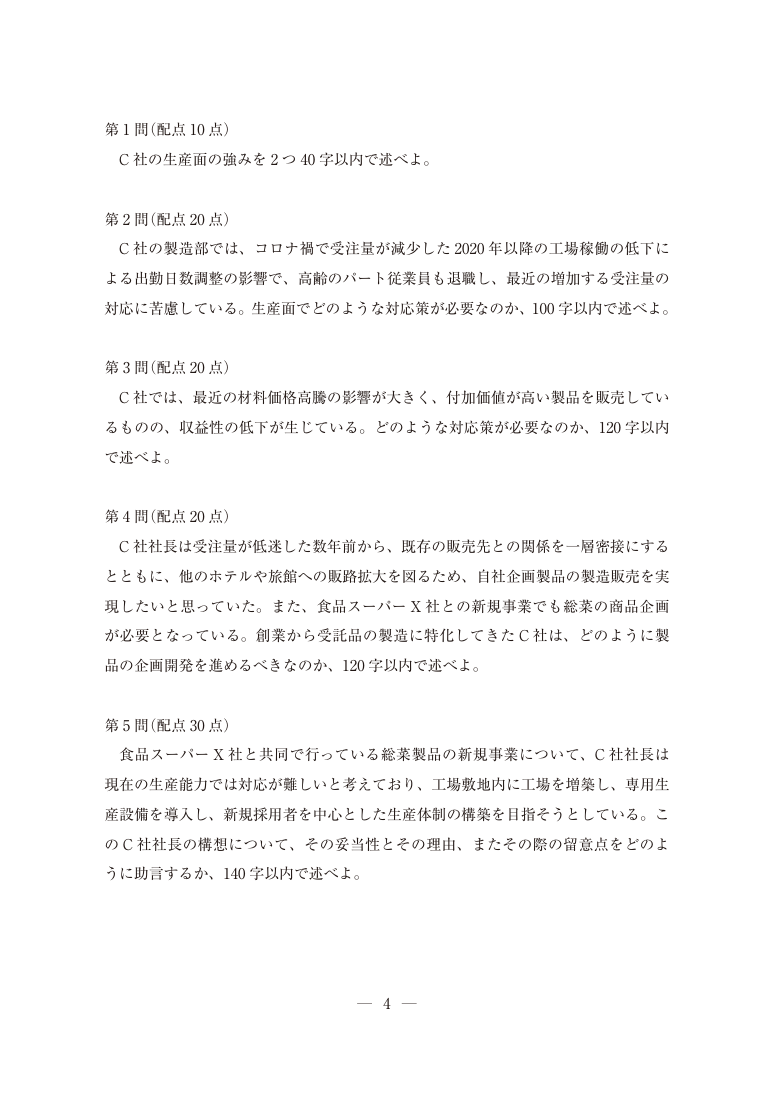 第1問(配点10点)
C社の生産面の強みを2つ40字以内で述べよ。
第2問(配点20点)
C社の製造部では、コロナ禍で受注量が減少した2020年以降の工場稼働の低下に
よる出勤日数調整の影響で、高齢のパート従業員も退職し、最近の増加する受注量の
対応に苦慮している。生産面でどのような対応策が必要なのか、100字以内で述べよ。
第3問(配点20点)
C社では、最近の材料価格高騰の影響が大きく、付加価値が高い製品を販売してい
るものの、収益性の低下が生じている。どのような対応策が必要なのか、120字以内
で述べよ。
第4問(配点20点)
C社社長は受注量が低迷した数年前から、既存の販売先との関係を一層密接にする
とともに、他のホテルや旅館への販路拡大を図るため、自社企画製品の製造販売を実
現したいと思っていた。また、食品スーパーX社との新規事業でも総菜の商品企画
が必要となっている。創業から受託品の製造に特化してきたC社は、どのように製
品の企画開発を進めるべきなのか、120字以内で述べよ。
第5問(配点30点)
食品スーパーX社と共同で行っている総菜製品の新規事業について、C社社長は
現在の生産能力では対応が難しいと考えており、工場敷地内に工場を増築し、専用生
産設備を導入し、新規採用者を中心とした生産体制の構築を目指そうとしている。こ
のC社社長の構想について、その妥当性とその理由、またその際の留意点をどのよ
うに助言するか、140字以内で述べよ。
— 4 —